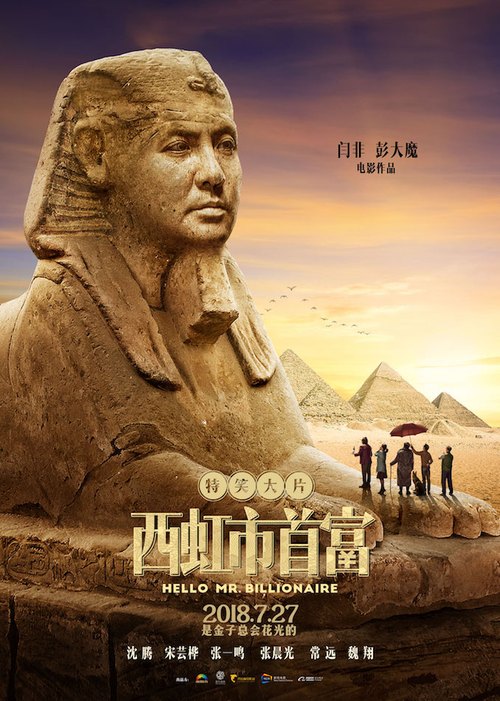 闫非 彭大魔
电影作品
特笑大片
西虹市首富
HELLO MR. BILLIONAIRE
2018.7.27
是金子总会花光的
沈腾 宋芸桦 张一鸣 张晨光 常远 魏翔